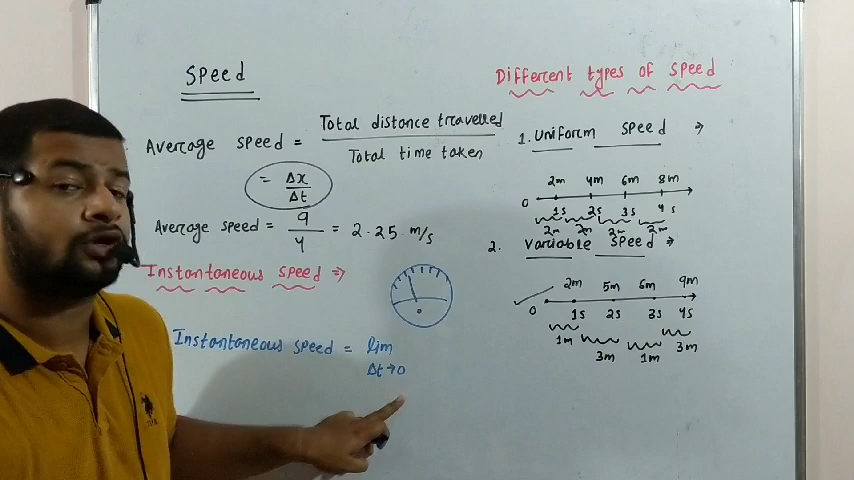 Speed
Average speed = Total distance travelled
Total time taken
= Δx
Δt
Average speed = 9
4
= 2.25 m/s
Instantaneous speed ⇒
Instantaneous speed = lim
Δt→0
Different types of speed
1. Uniform speed ⇒
2m 4m 6m 8m
0
1s 2s 3s 4s
2m 2m 2m 2m
2. Variable speed ⇒
2m 5m 6m 9m
0 1s 2s 3s 4s
1m 3m 1m 3m